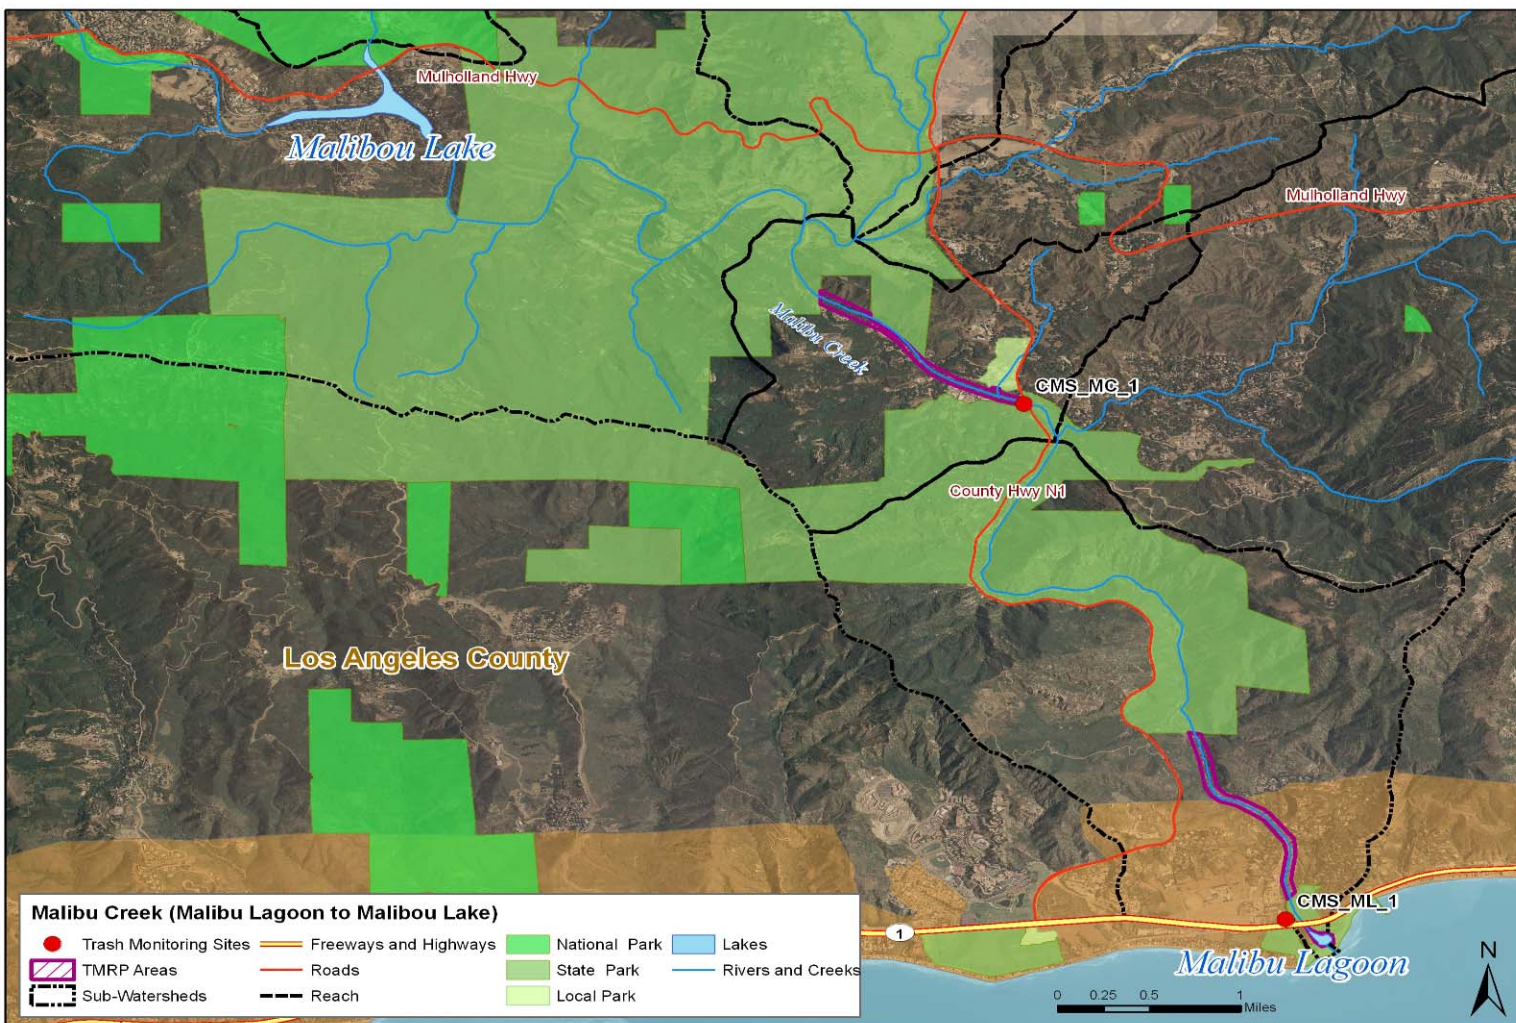 Mulholland Hwy
Malibou Lake
Mulholland Hwy
Malibu Creek
CMS_MC_1
County Hwy N1
Los Angeles County
CMS_ML_1
1
Malibu Lagoon
Malibu Creek (Malibu Lagoon to Malibou Lake)
Trash Monitoring Sites
Freeways and Highways
National Park
Lakes
TMRP Areas
Roads
State Park
Rivers and Creeks
Sub-Watersheds
Reach
Local Park
0 0.25 0.5 1
Miles
N